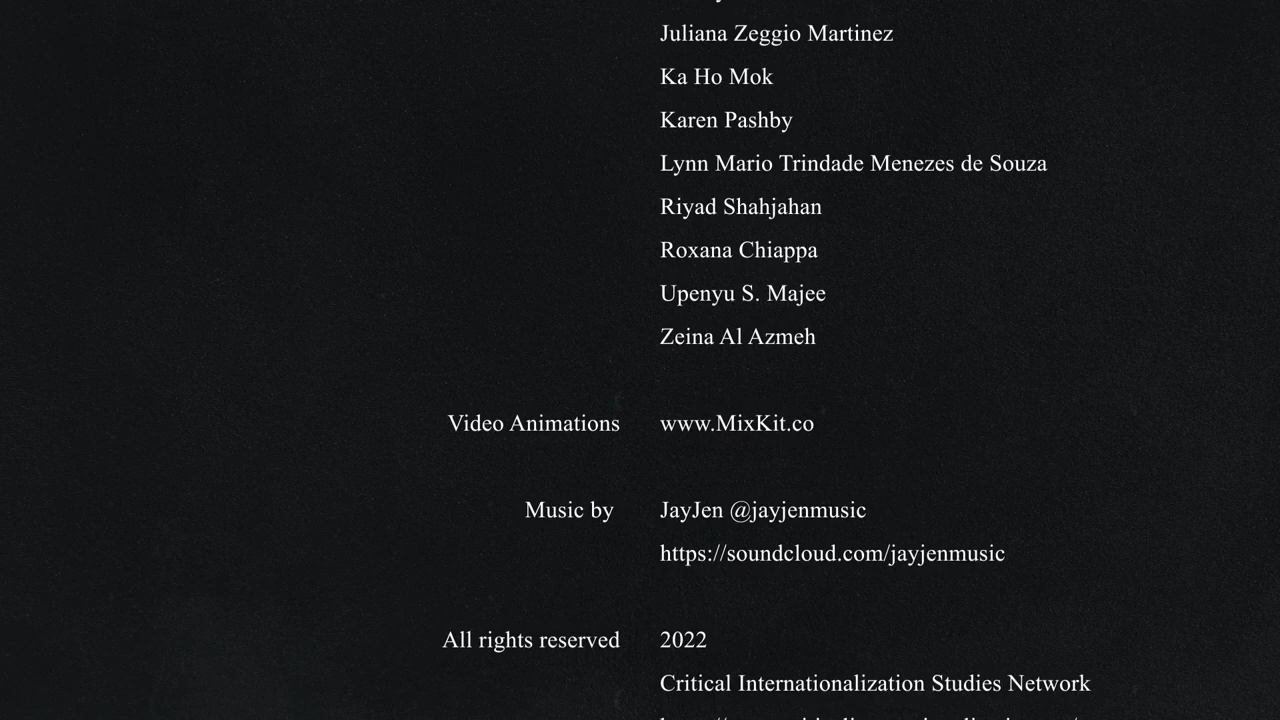 Juliana Zeggio Martinez
Ka Ho Mok
Karen Pashby
Lynn Mario Trindade Menezes de Souza
Riyad Shahjahan
Roxana Chiappa
Upenyu S. Majee
Zeina Al Azmeh
Video Animations www.MixKit.co
Music by JayJen @jayjenmusic
https://soundcloud.com/jayjenmusic
All rights reserved 2022
Critical Internationalization Studies Network